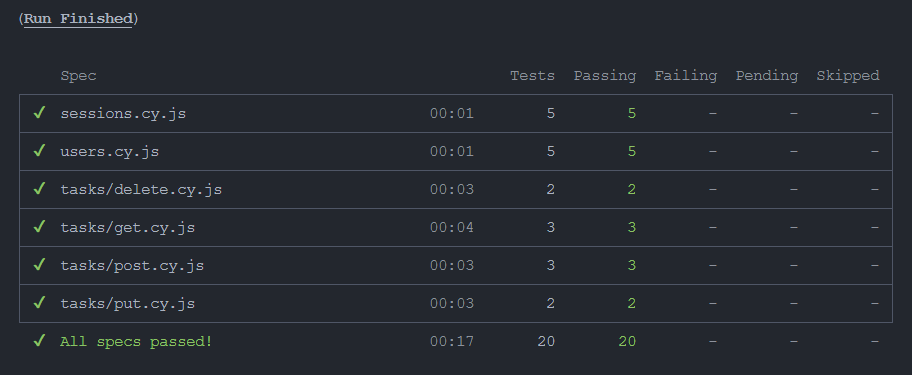 (Run Finished)
Spec Tests Passing Failing Pending Skipped
✓ sessions.cy.js 00:01 5 5 - - -
✓ users.cy.js 00:01 5 5 - - -
✓ tasks/delete.cy.js 00:03 2 2 - - -
✓ tasks/get.cy.js 00:04 3 3 - - -
✓ tasks/post.cy.js 00:03 3 3 - - -
✓ tasks/put.cy.js 00:03 2 2 - - -
✓ All specs passed! 00:17 20 20 - - -